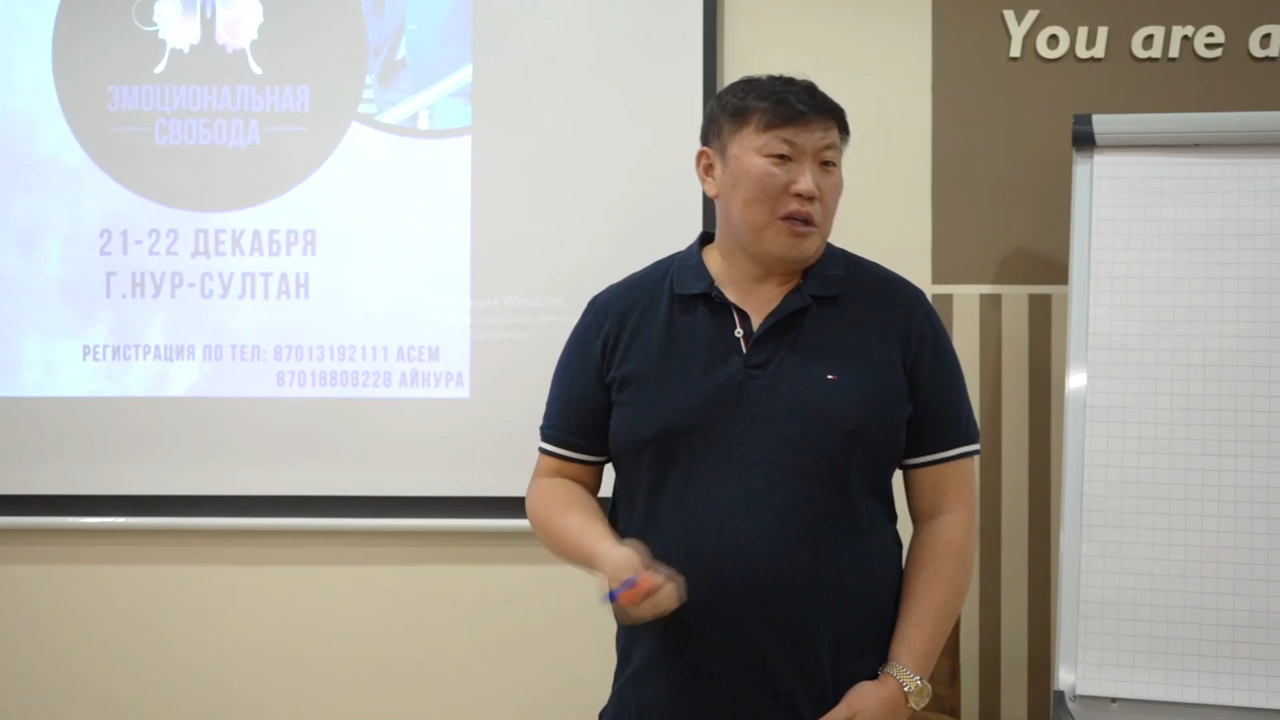 ЭМОЦИОНАЛЬНАЯ
СВОБОДА
21-22 ДЕКАБРЯ
Г.НУР-СУЛТАН
РЕГИСТРАЦИЯ ПО ТЕЛ: 87013192111 АСЕМ
87018808228 АЙНУРА
You are a